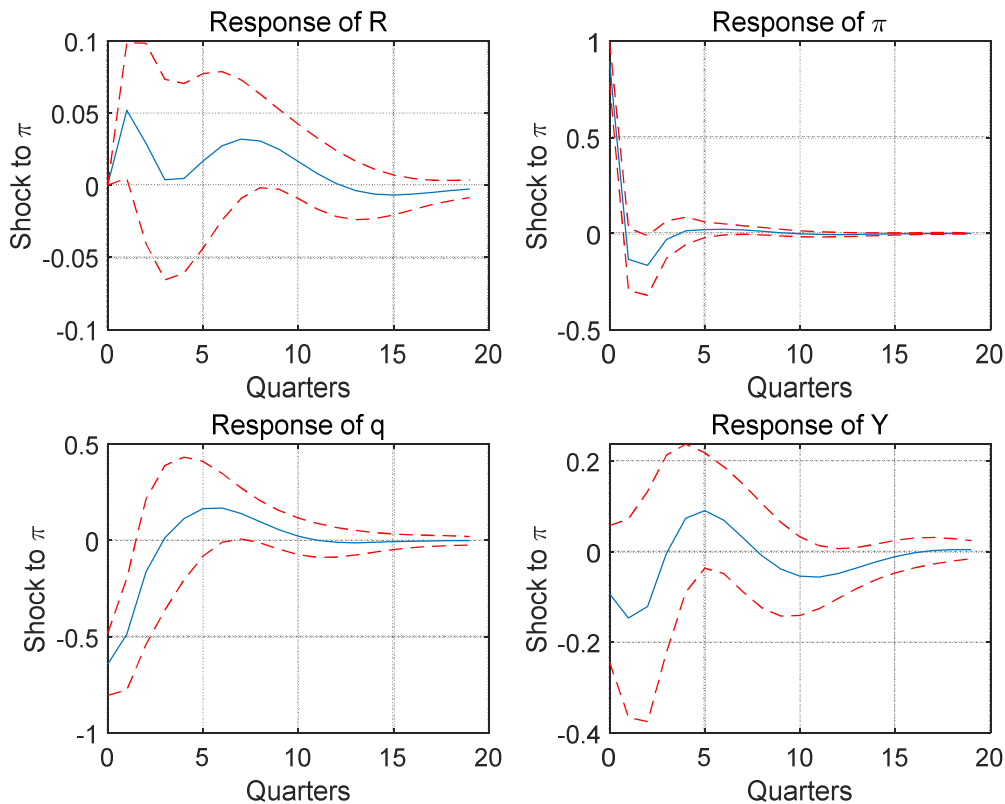 Response of R
Shock to π
0.1
0.05
0
-0.05
-0.1
0 5 10 15 20
Quarters
Response of π
Shock to π
1
0.5
0
-0.5
0 5 10 15 20
Quarters
Response of q
Shock to π
0.5
0
-0.5
-1
0 5 10 15 20
Quarters
Response of Y
Shock to π
0.2
0
-0.2
-0.4
0 5 10 15 20
Quarters